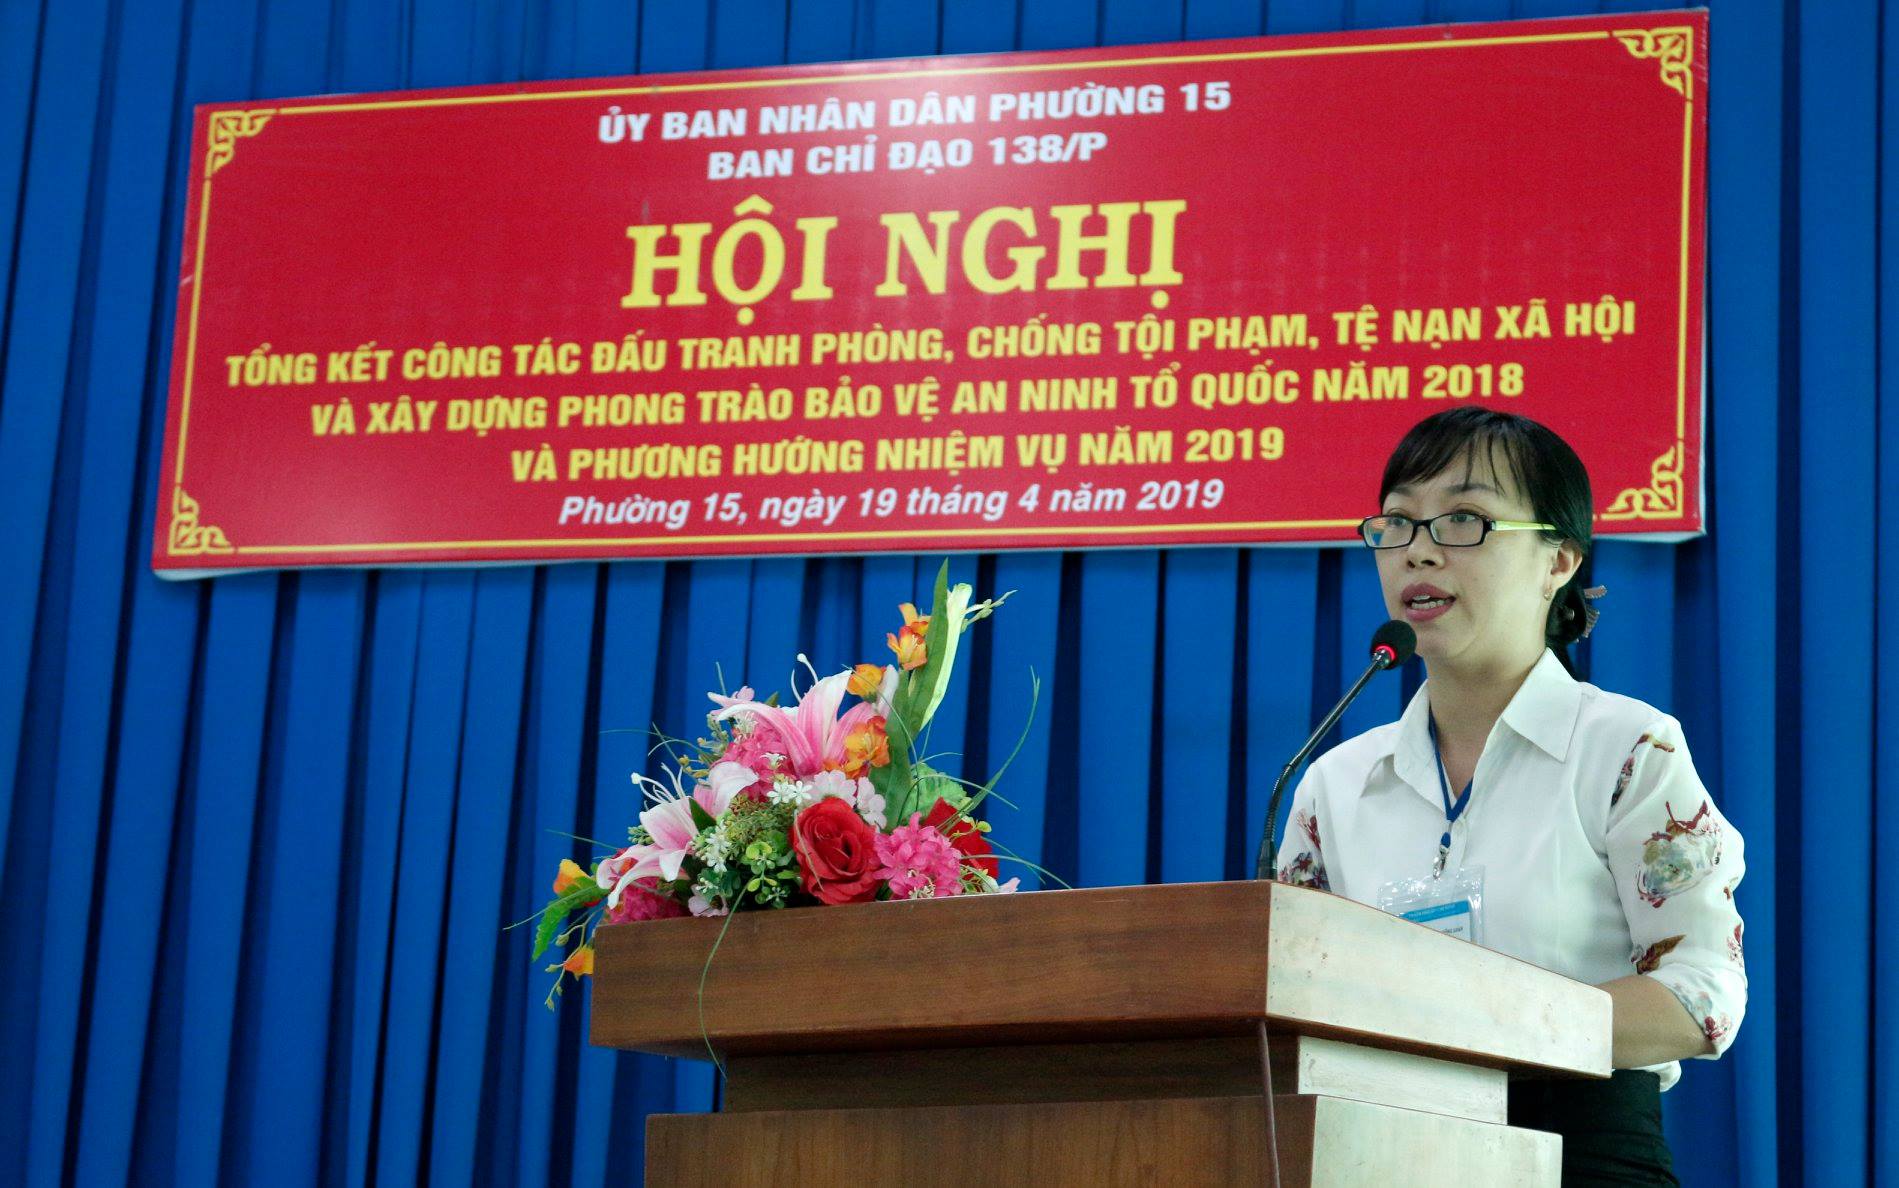 ỦY BAN NHÂN DÂN PHƯỜNG 15
BAN CHỈ ĐẠO 138/P
HỘI NGHỊ
TỔNG KẾT CÔNG TÁC ĐẤU TRANH PHÒNG, CHỐNG TỘI PHẠM, TỆ NẠN XÃ HỘI
VÀ XÂY DỰNG PHONG TRÀO BẢO VỆ AN NINH TỔ QUỐC NĂM 2018
VÀ PHƯƠNG HƯỚNG NHIỆM VỤ NĂM 2019
Phường 15, ngày 19 tháng 4 năm 2019